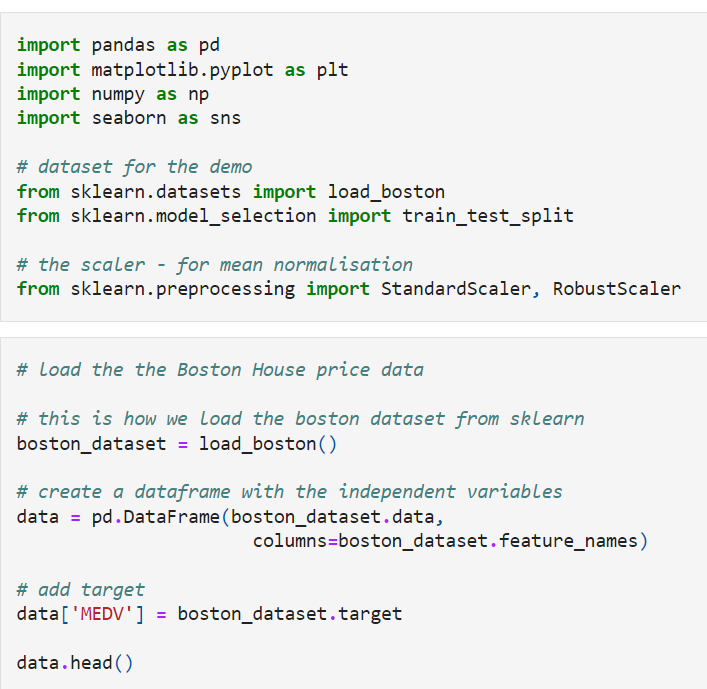 import pandas as pd
import matplotlib.pyplot as plt
import numpy as np
import seaborn as sns
# dataset for the demo
from sklearn.datasets import load_boston
from sklearn.model_selection import train_test_split
# the scaler - for mean normalisation
from sklearn.preprocessing import StandardScaler, RobustScaler
# load the the Boston House price data
# this is how we load the boston dataset from sklearn
boston_dataset = load_boston()
# create a dataframe with the independent variables
data = pd.DataFrame(boston_dataset.data,
columns=boston_dataset.feature_names)
# add target
data['MEDV'] = boston_dataset.target
data.head()